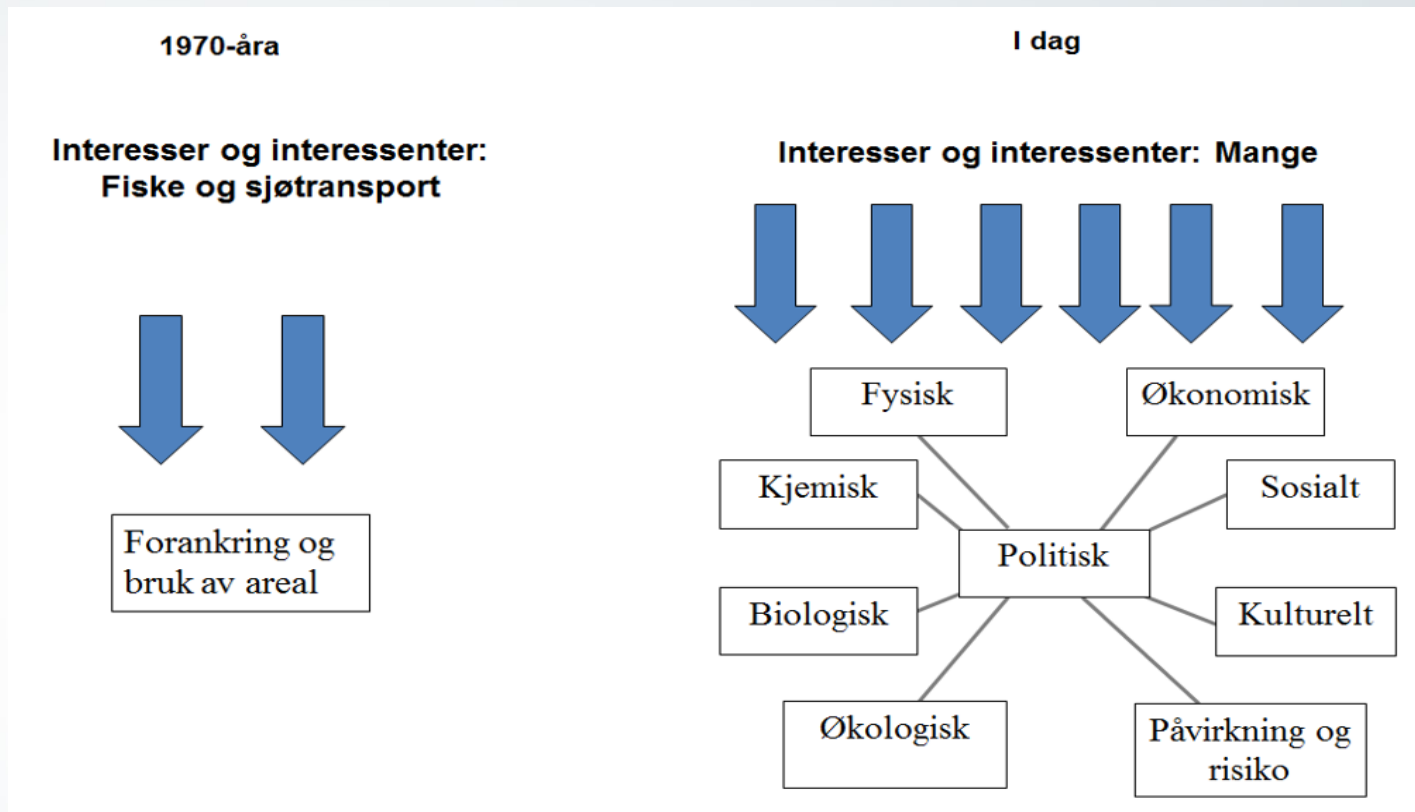 1970-åra
Interesser og interessenter:
Fiske og sjøtransport
Forankring og
bruk av areal
I dag
Interesser og interessenter: Mange
Fysisk
Økonomisk
Kjemisk
Sosialt
Politisk
Biologisk
Kulturelt
Økologisk
Påvirkning og
risiko